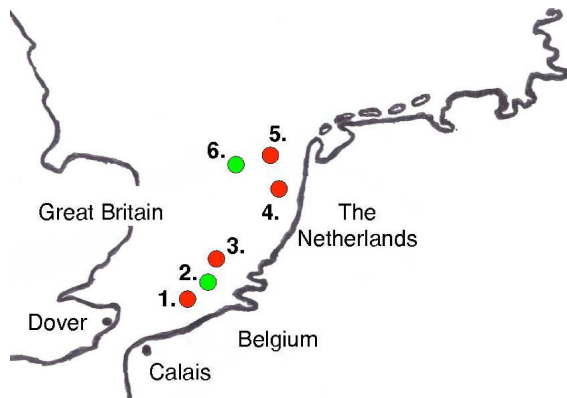 5.
6.
Great Britain
4.
The
Netherlands
3.
2.
1.
Dover
Belgium
Calais